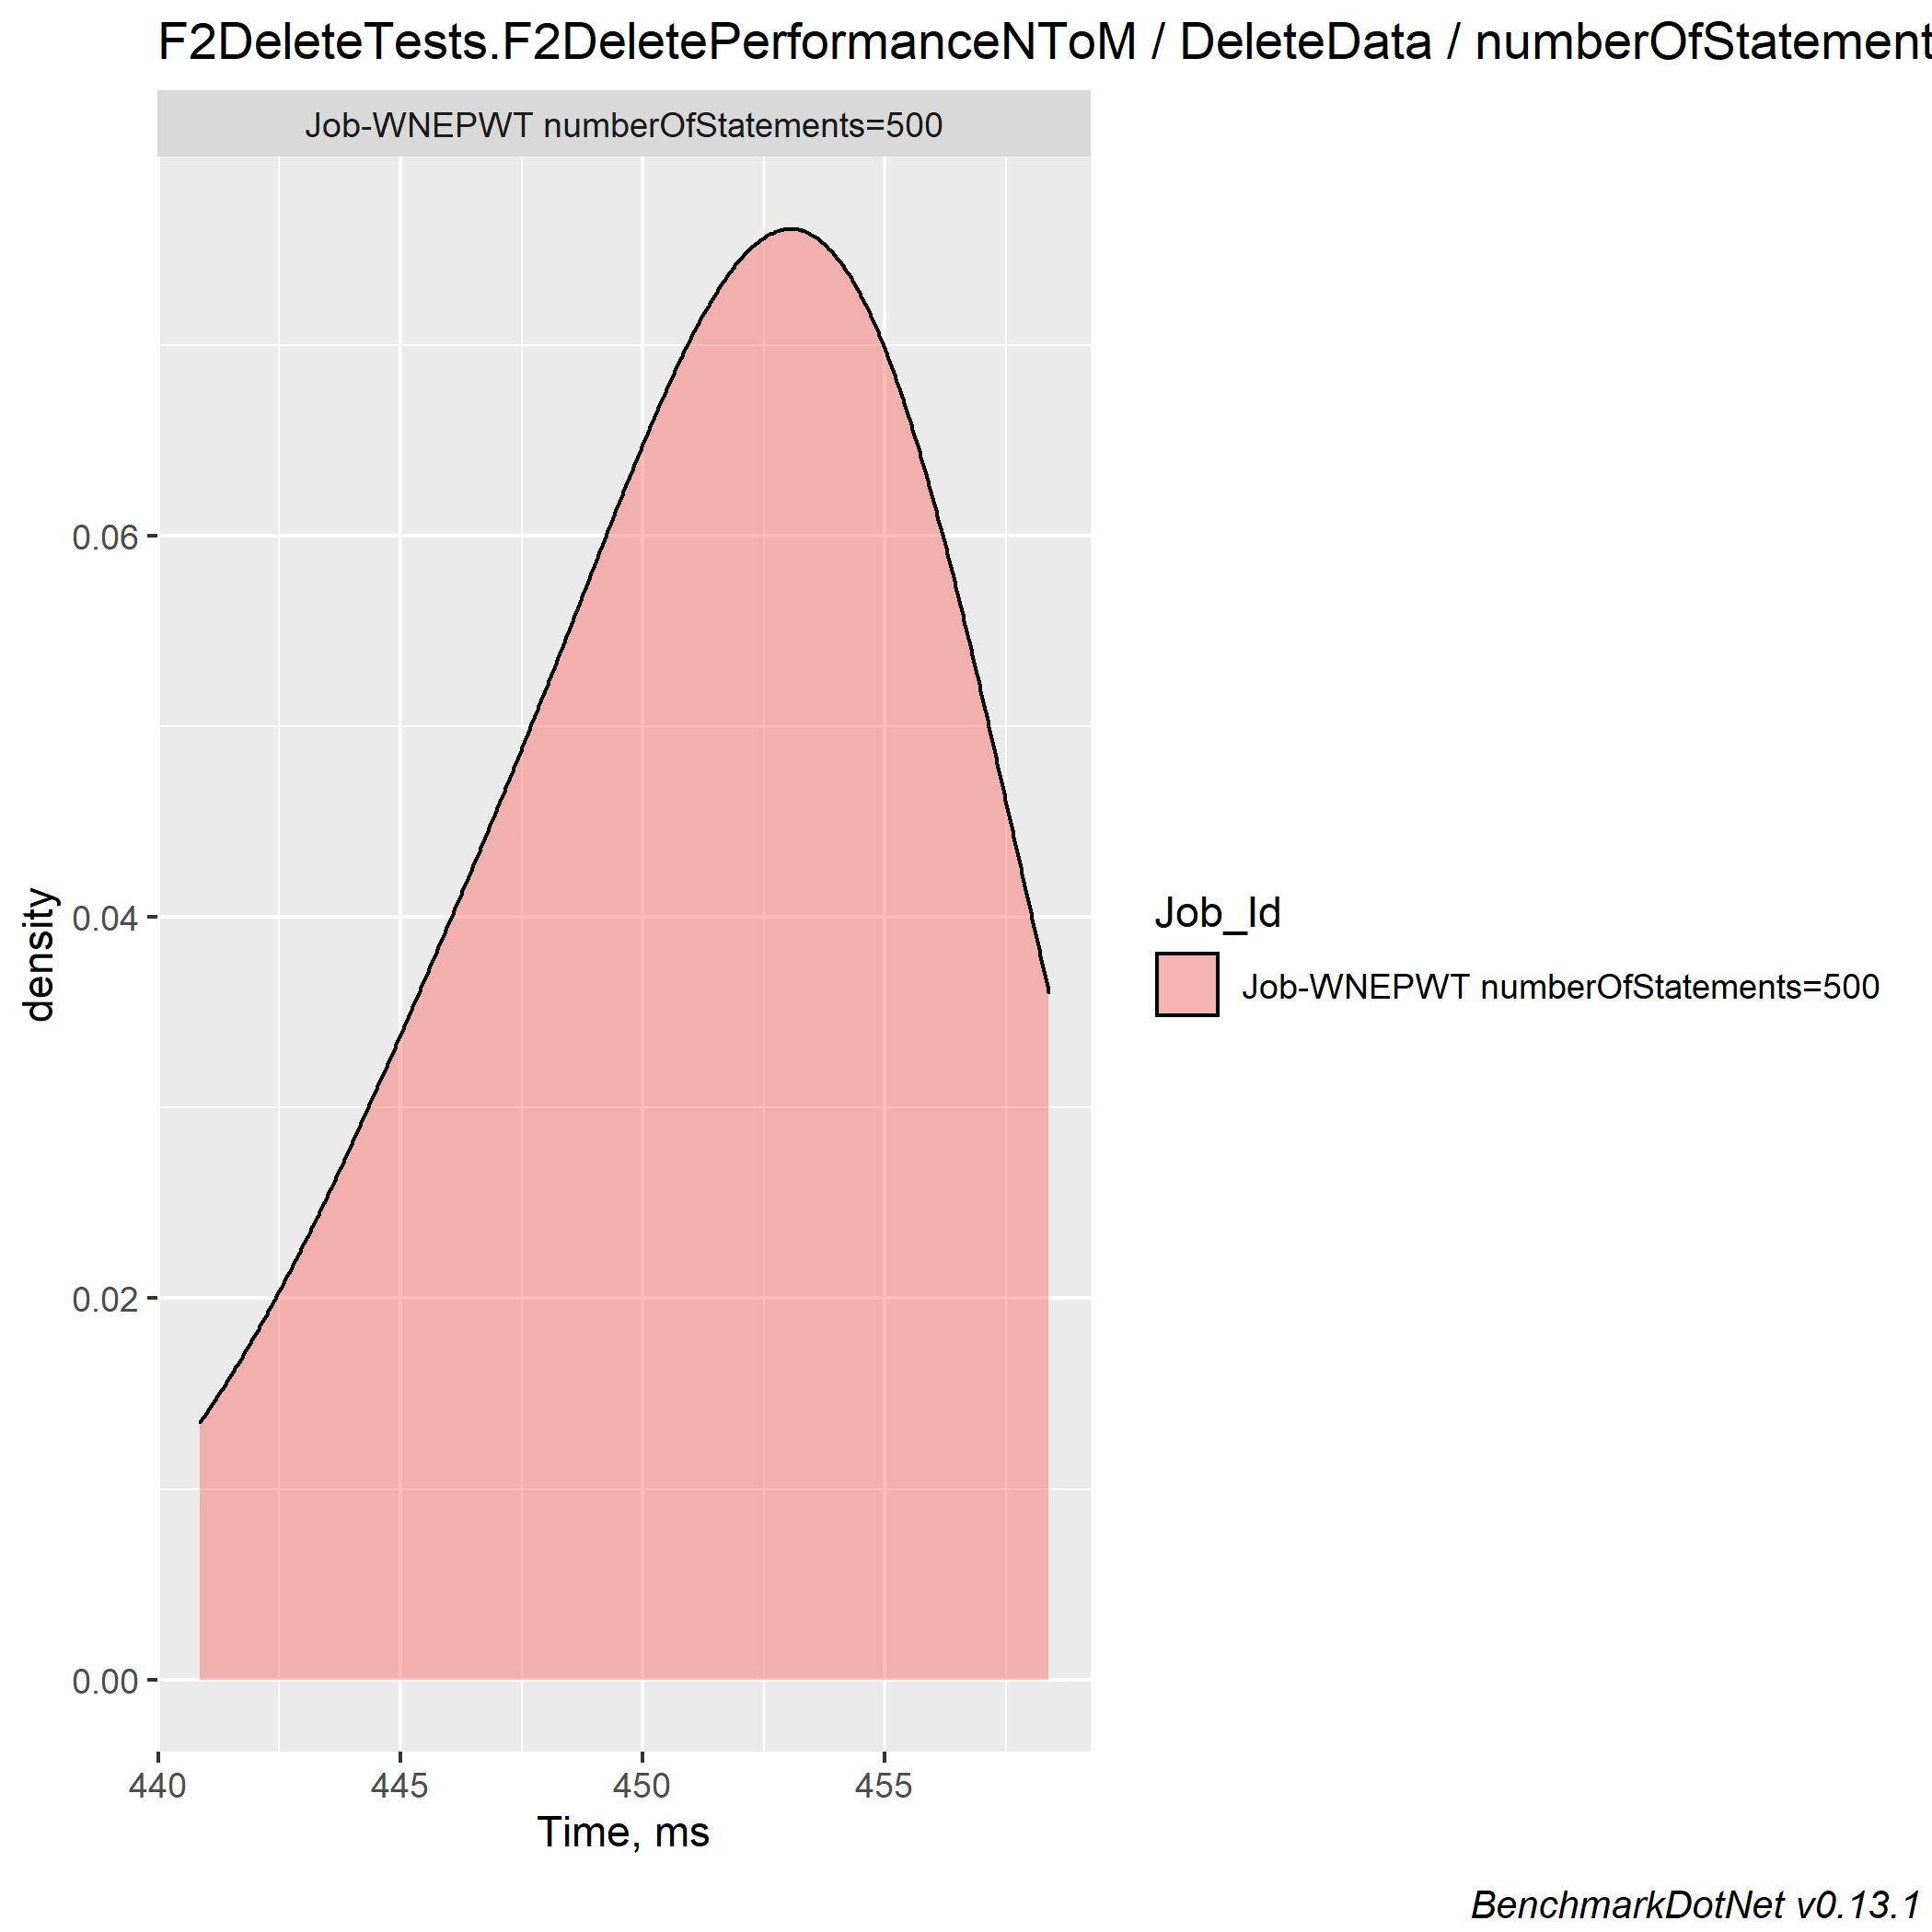 F2DeleteTests.F2DeletePerformanceNToM / DeleteData / numberOfStatement
Job-WNEPWT numberOfStatements=500
0.06
0.04
0.02
0.00
density
440 445 450 455
Time, ms
Job_Id
Job-WNEPWT numberOfStatements=500
BenchmarkDotNet v0.13.1